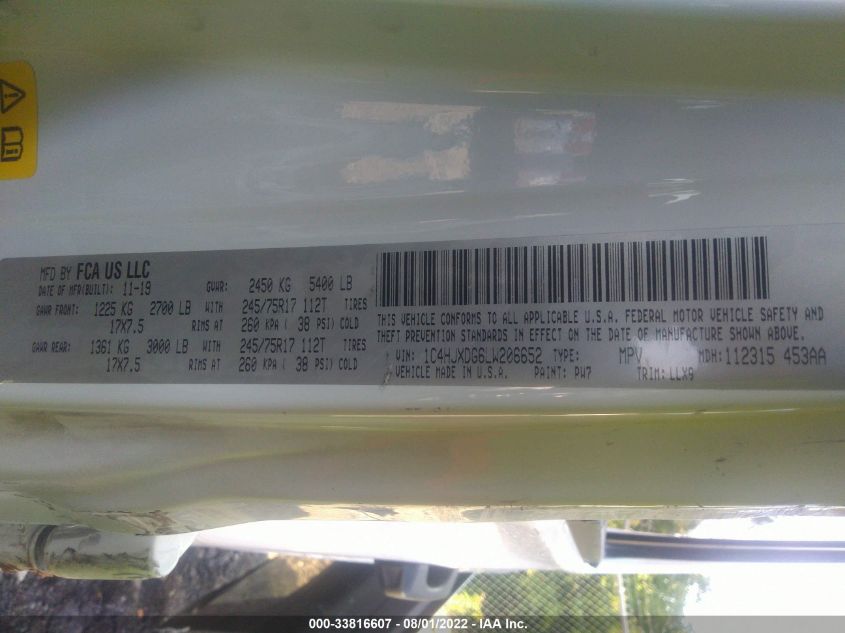 MFD BY FCA US LLC
DATE OF MFR(BUILT): 11-19 GVWR: 2450 KG 5400 LB
GAWR FRONT: 1225 KG 2700 LB WITH 245/75R17 112T TIRES
17X7.5 RIMS AT 260 KPA ( 38 PSI) COLD
GAWR REAR: 1361 KG 3000 LB WITH 245/75R17 112T TIRES
17X7.5 RIMS AT 260 KPA ( 38 PSI) COLD
THIS VEHICLE CONFORMS TO ALL APPLICABLE U.S.A. FEDERAL MOTOR VEHICLE SAFETY AND
THEFT PREVENTION STANDARDS IN EFFECT ON THE DATE OF MANUFACTURE SHOWN ABOVE.
VIN: 1C4HJXDG6LW206652 TYPE: MPV MDH: 112315 453AA
VEHICLE MADE IN U.S.A. PAINT: PW7 TRIM: LLX9
000-33816607 - 08/01/2022 - IAA Inc.